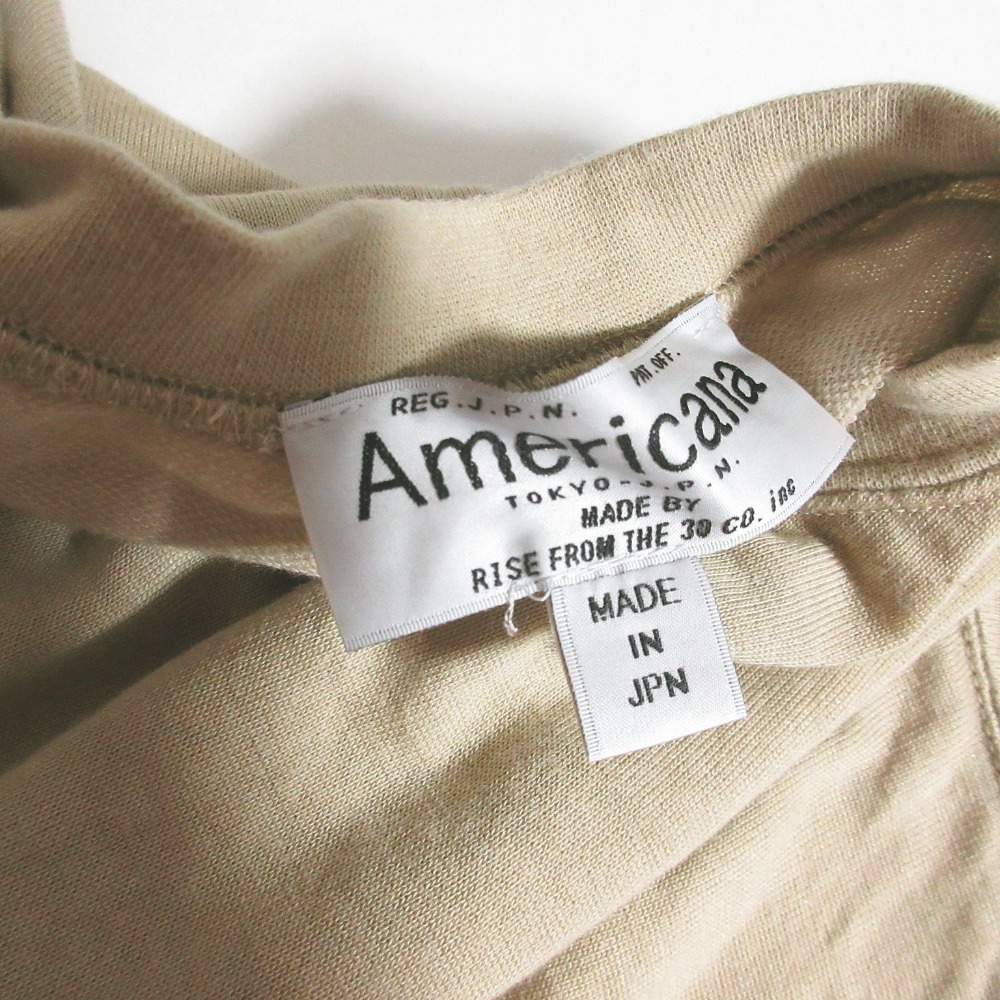 REG.J.P.N. PAT.OFF.
Americana
TOKYO-J.P.N.
MADE BY
RISE FROM THE 30 CO. inc
MADE
IN
JPN